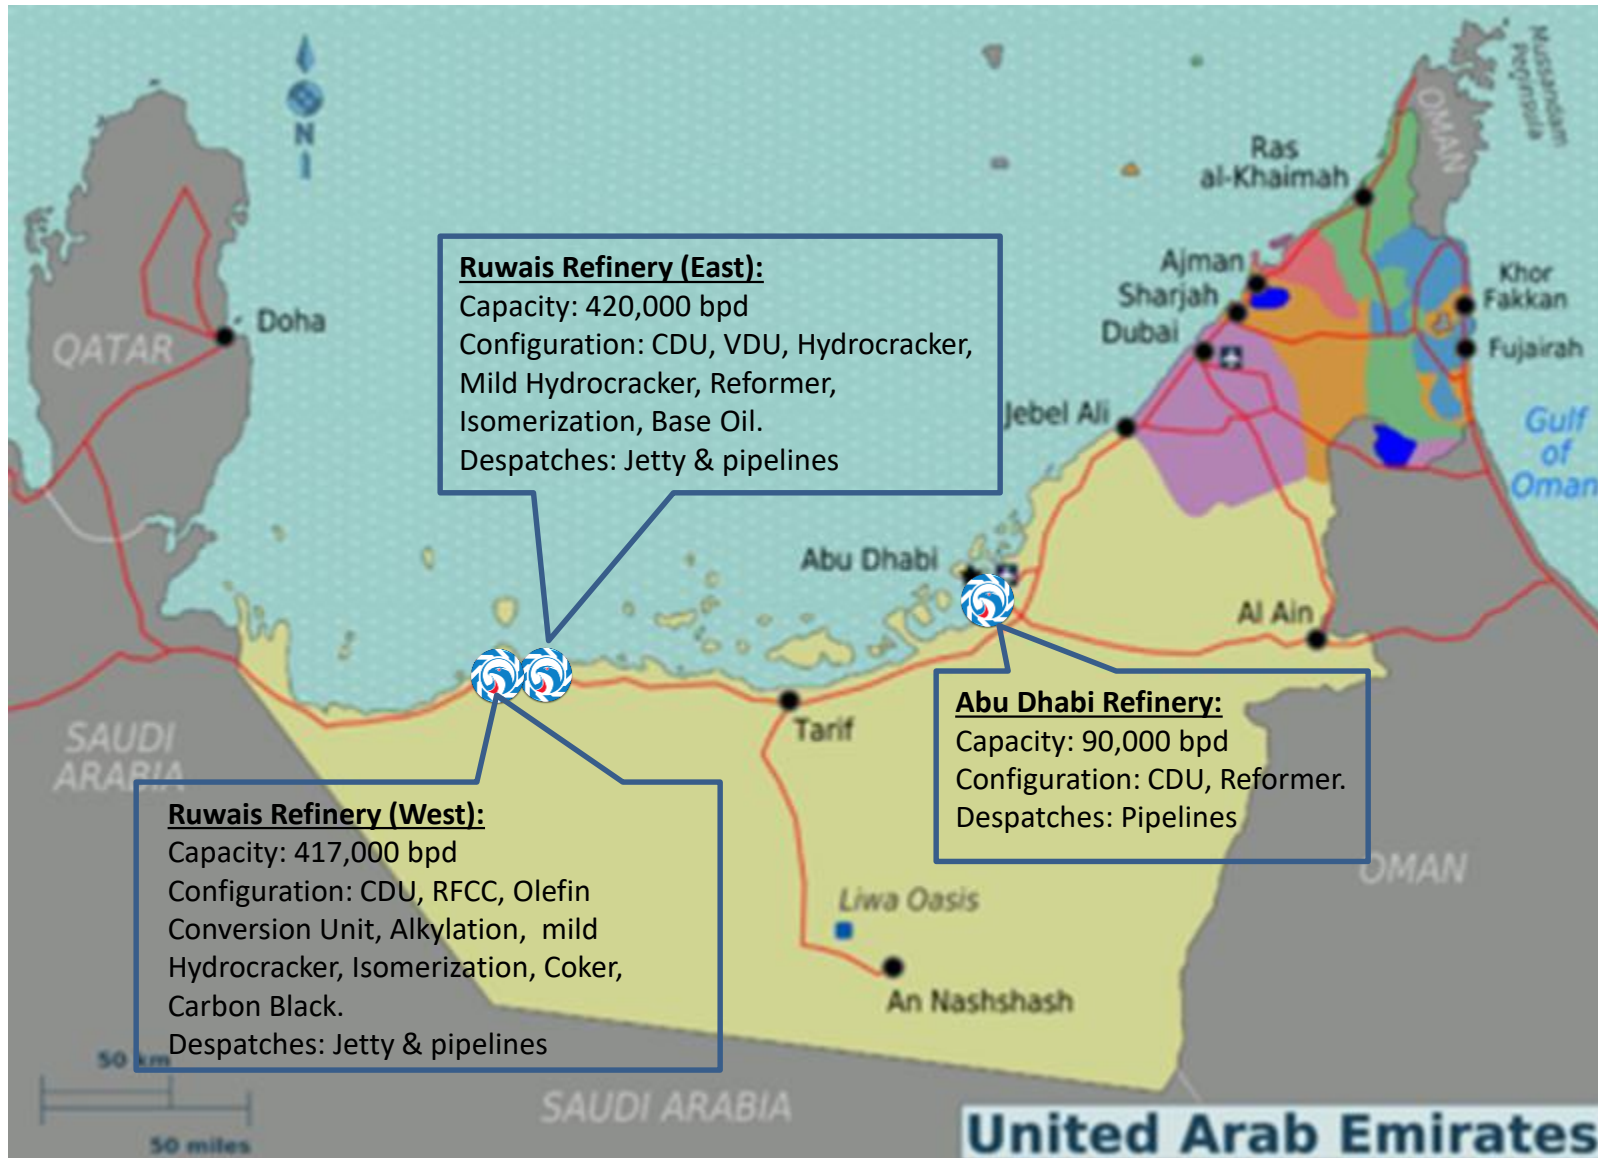 N
Mussandam
Peninsula
OMAN
Ras
al-Khaimah
Ruwais Refinery (East):
Capacity: 420,000 bpd
Configuration: CDU, VDU, Hydrocracker,
Mild Hydrocracker, Reformer,
Isomerization, Base Oil.
Despatches: Jetty & pipelines
Ajman
Sharjah
Dubai
Khor
Fakkan
Fujairah
Doha
QATAR
Jebel Ali
Gulf
of
Oman
Abu Dhabi
Al Ain
Tarif
SAUDI
ARABIA
Abu Dhabi Refinery:
Capacity: 90,000 bpd
Configuration: CDU, Reformer.
Despatches: Pipelines
Ruwais Refinery (West):
Capacity: 417,000 bpd
Configuration: CDU, RFCC, Olefin
Conversion Unit, Alkylation, mild
Hydrocracker, Isomerization, Coker,
Carbon Black.
Despatches: Jetty & pipelines
OMAN
Liwa Oasis
An Nashshash
50 km
50 miles
SAUDI ARABIA
United Arab Emirates